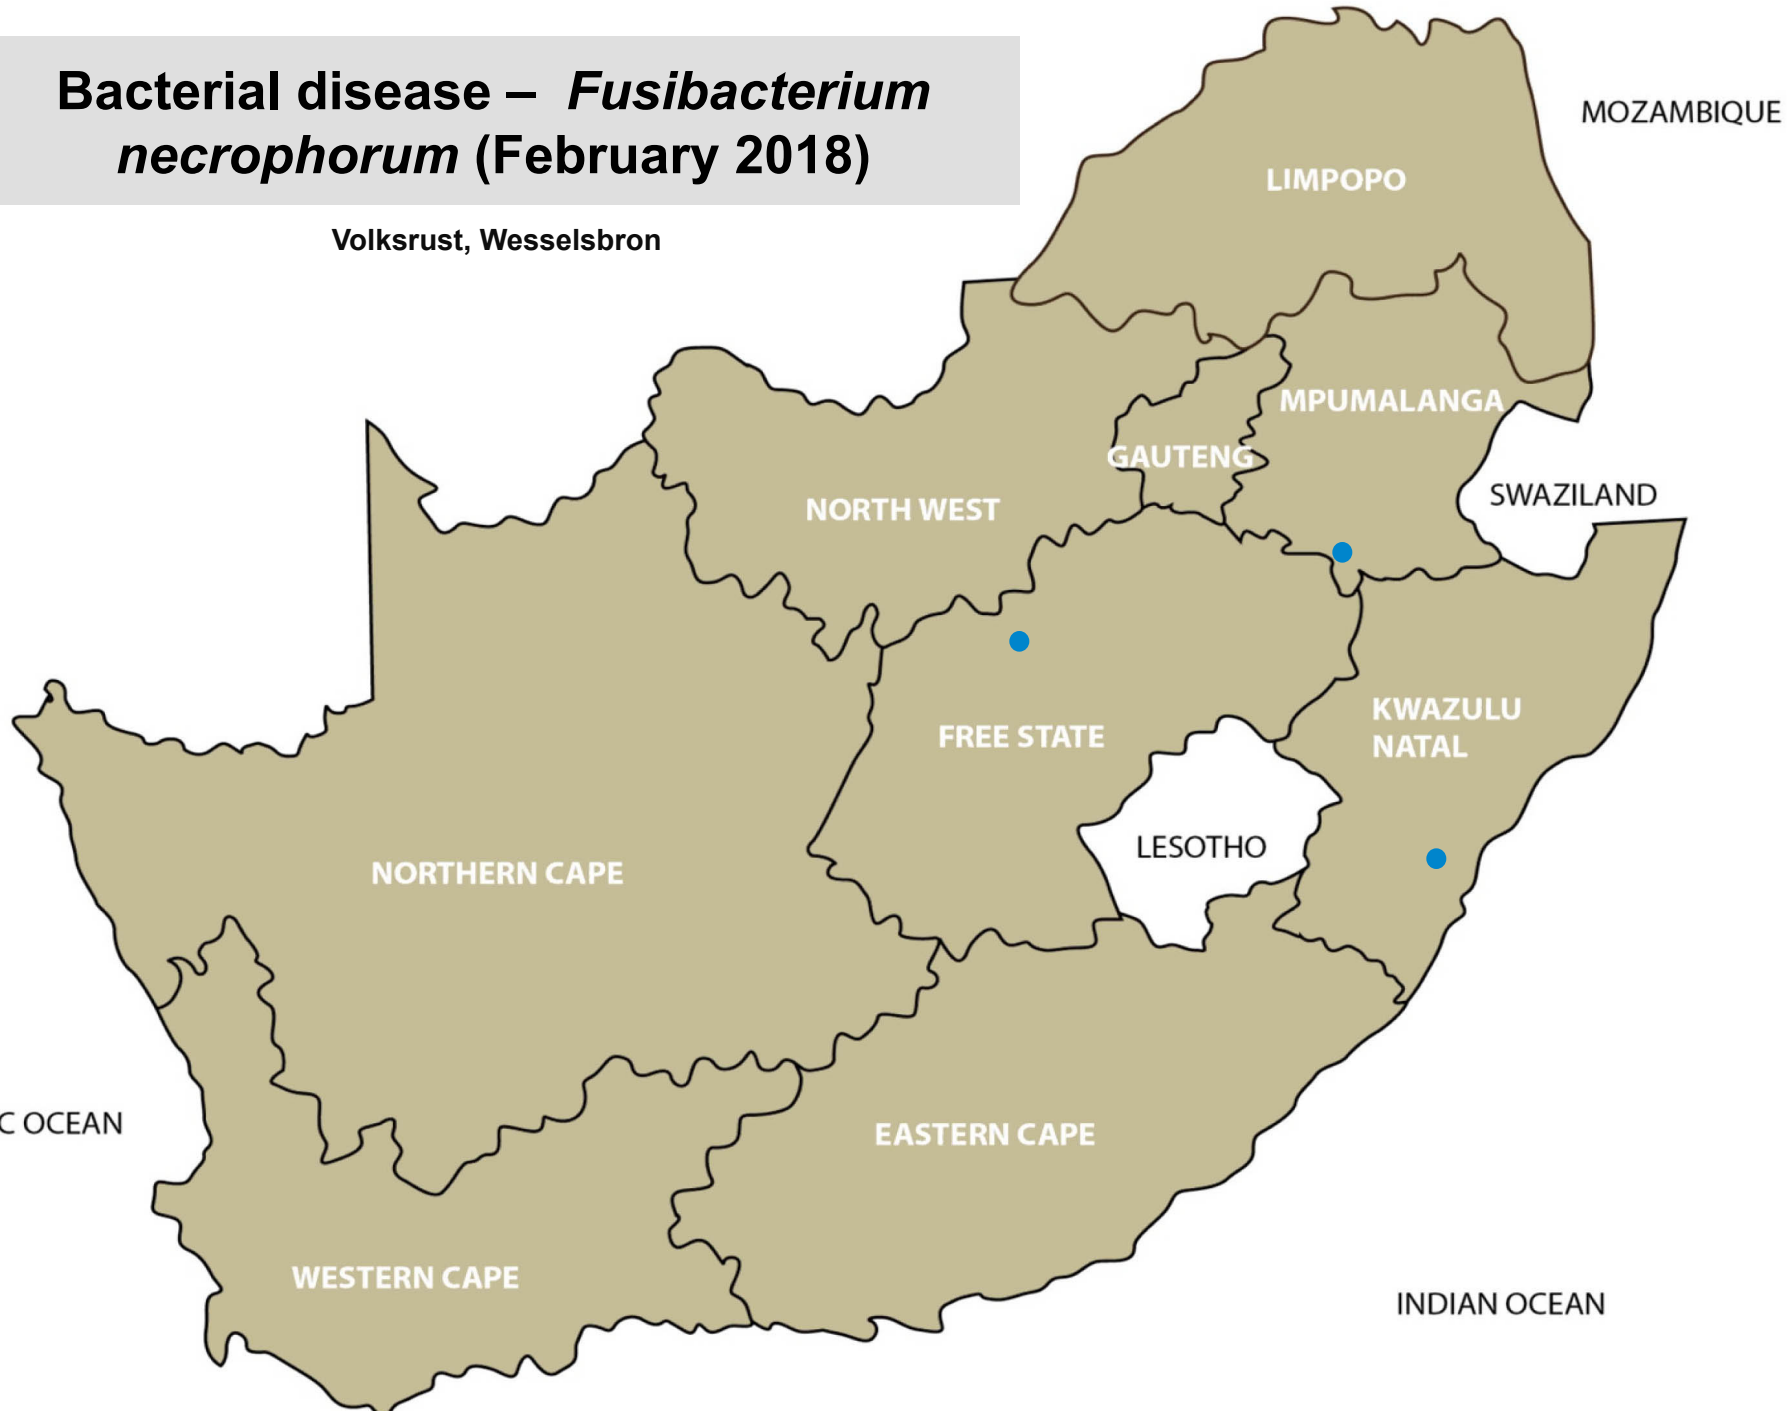 Bacterial disease – Fusibacterium
necrophorum (February 2018)
Volksrust, Wesselsbron
MOZAMBIQUE
LIMPOPO
MPUMALANGA
GAUTENG
SWAZILAND
NORTH WEST
KWAZULU
NATAL
FREE STATE
LESOTHO
NORTHERN CAPE
C OCEAN
EASTERN CAPE
WESTERN CAPE
INDIAN OCEAN